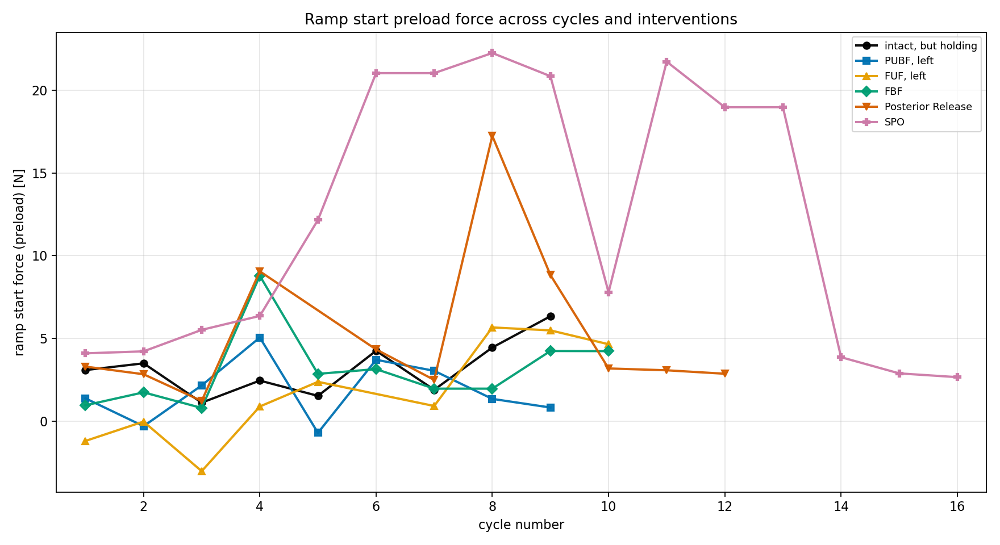 Ramp start preload force across cycles and interventions
ramp start force (preload) [N]
20
15
10
5
0
2 4 6 8 10 12 14 16
cycle number
intact, but holding
PUBF, left
FUF, left
FBF
Posterior Release
SPO